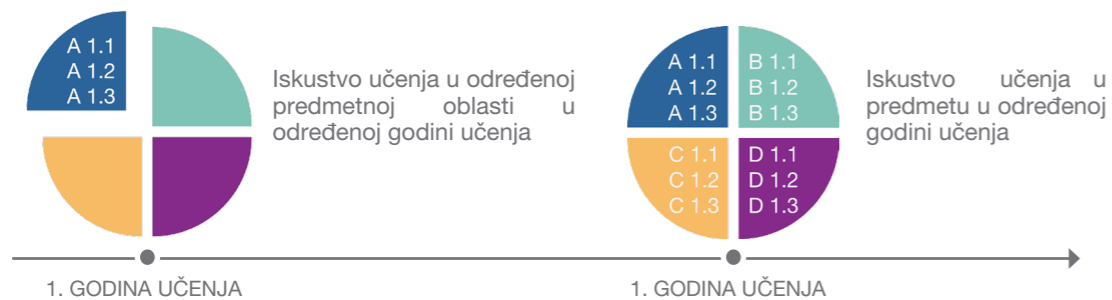 A 1.1
A 1.2
A 1.3
Iskustvo učenja u određenoj
predmetnoj oblasti u
određenoj godini učenja
A 1.1
A 1.2
A 1.3
B 1.1
B 1.2
B 1.3
C 1.1
C 1.2
C 1.3
D 1.1
D 1.2
D 1.3
Iskustvo učenja u
predmetu u određenoj
godini učenja
1. GODINA UČENJA
1. GODINA UČENJA